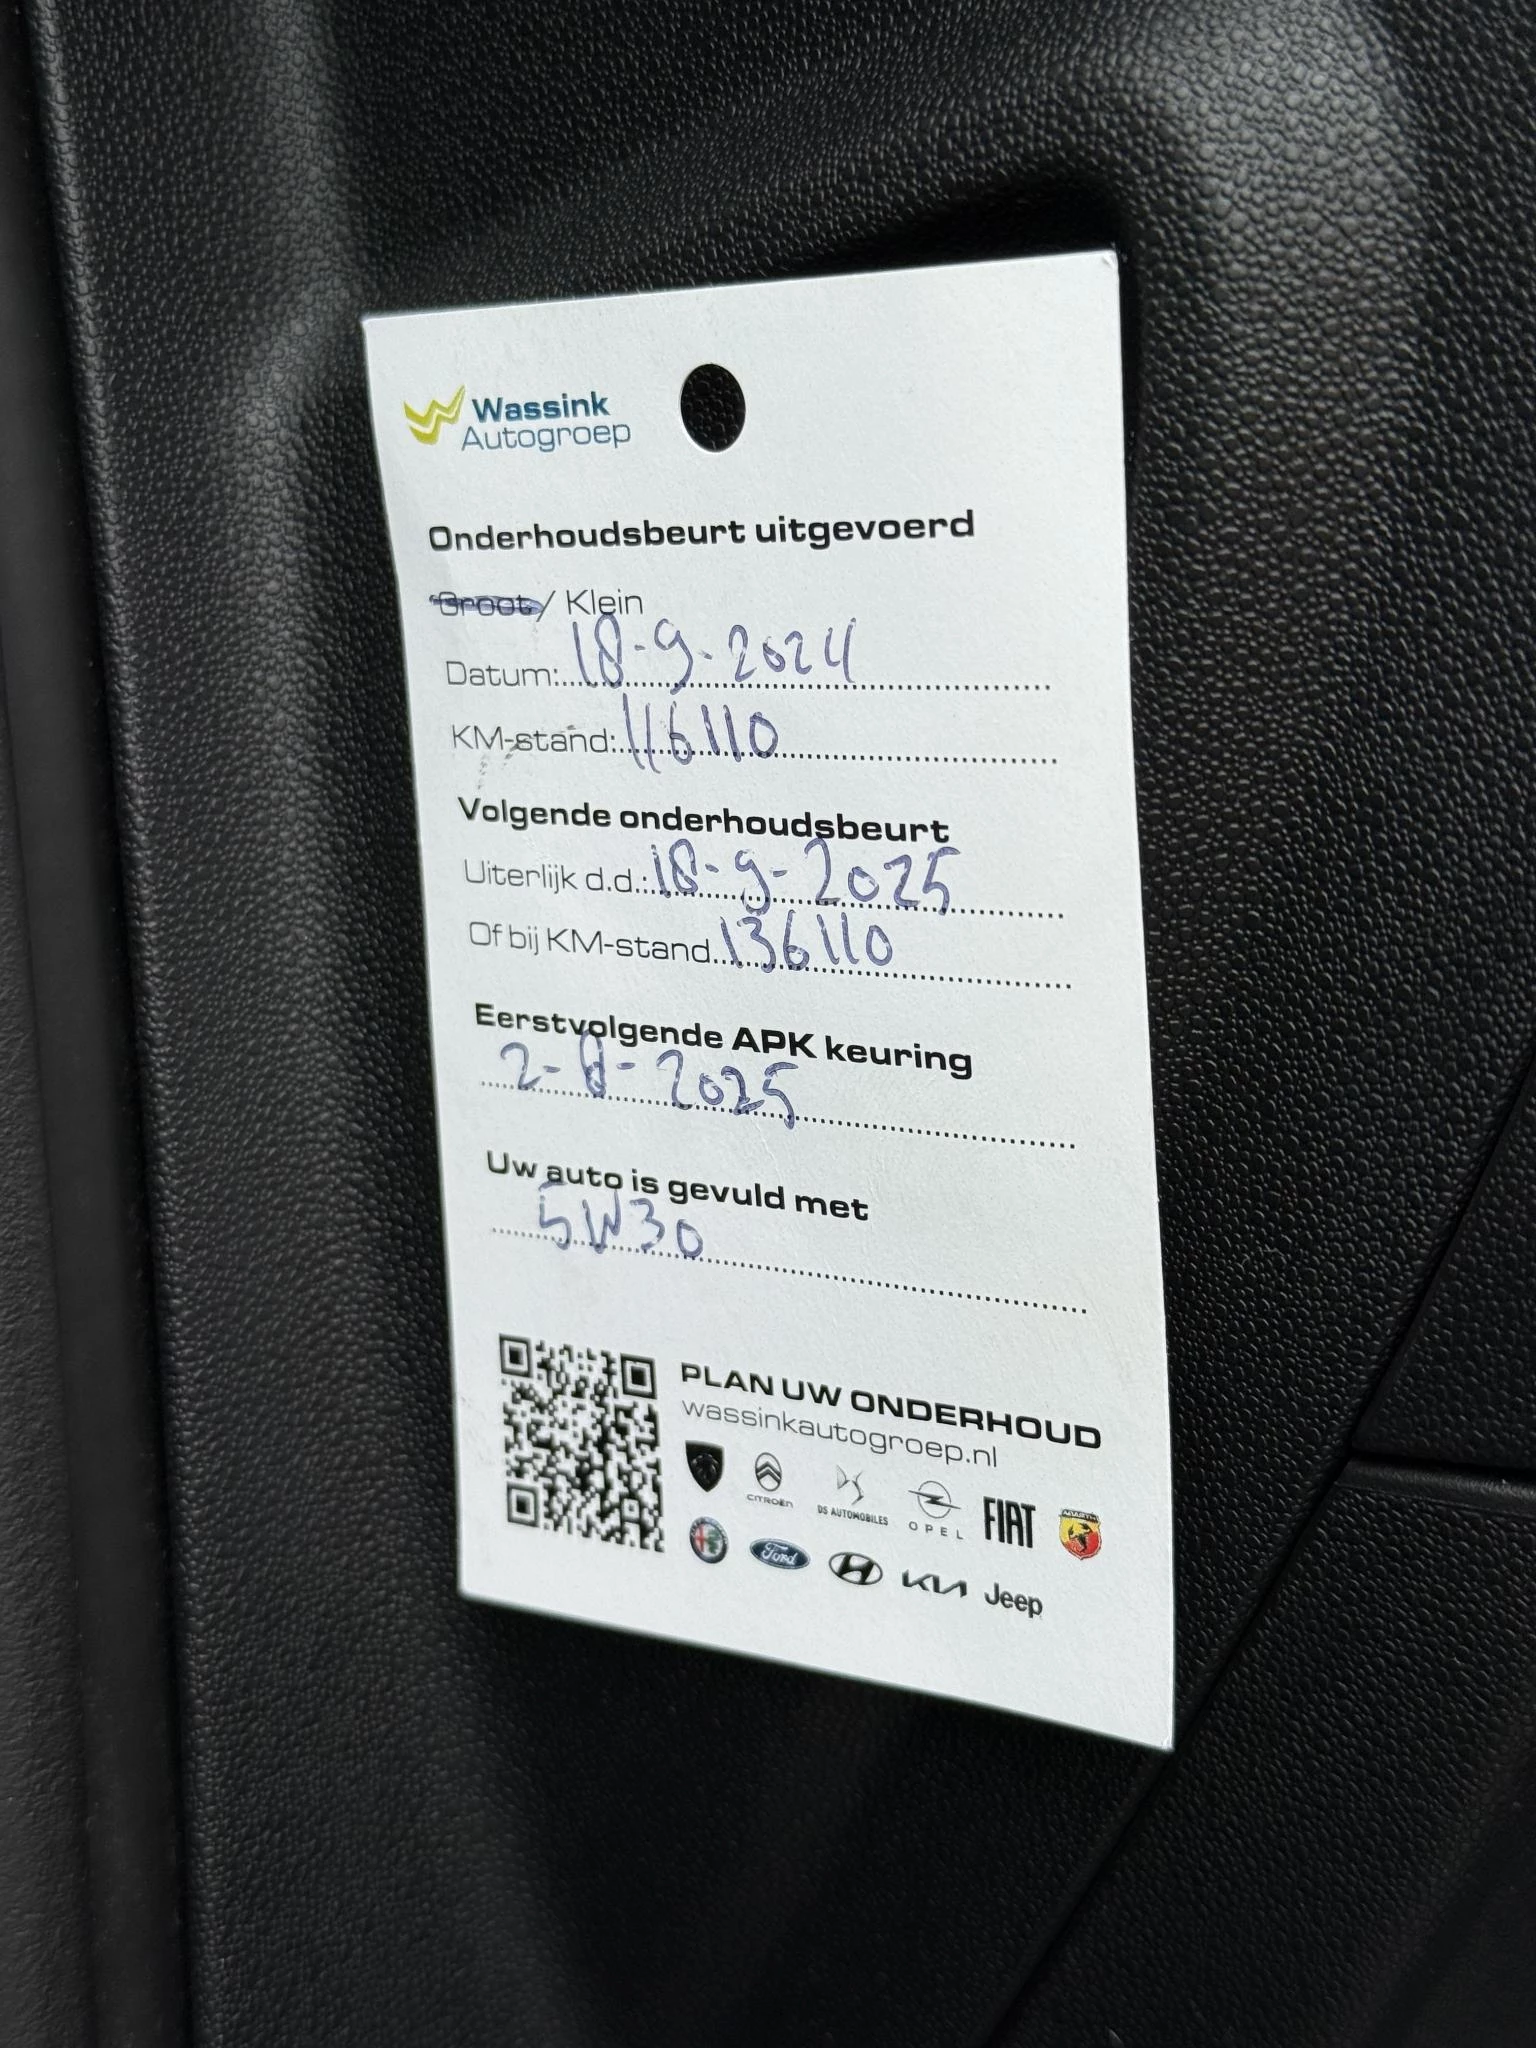 Wassink
Autogroep
Onderhoudsbeurt uitgevoerd
Groot / Klein
Datum: 18-9-2024
KM-stand: 116110
Volgende onderhoudsbeurt
Uiterlijk d.d.: 18-9-2025
Of bij KM-stand 136110
Eerstvolgende APK keuring
2-8-2025
Uw auto is gevuld met
5W30
PLAN UW ONDERHOUD
wassinkautogroep.nl
CITROËN
DS AUTOMOBILES
OPEL
FIAT
ABARTH
Ford
KIA
Jeep